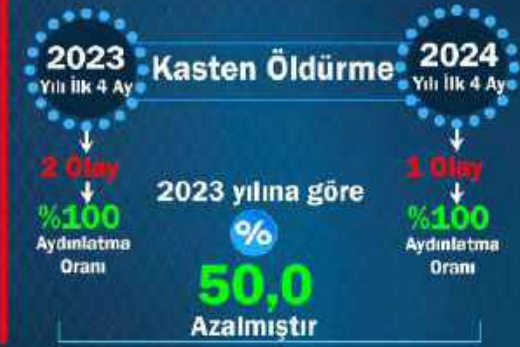 2023
Yılı İlk 4 Ay
Kasten Öldürme
2024
Yılı İlk 4 Ay
2 Olay
1 Olay
%100
Aydınlatma
Oranı
2023 yılına göre
%
50,0
Azalmıştır
%100
Aydınlatma
Oranı